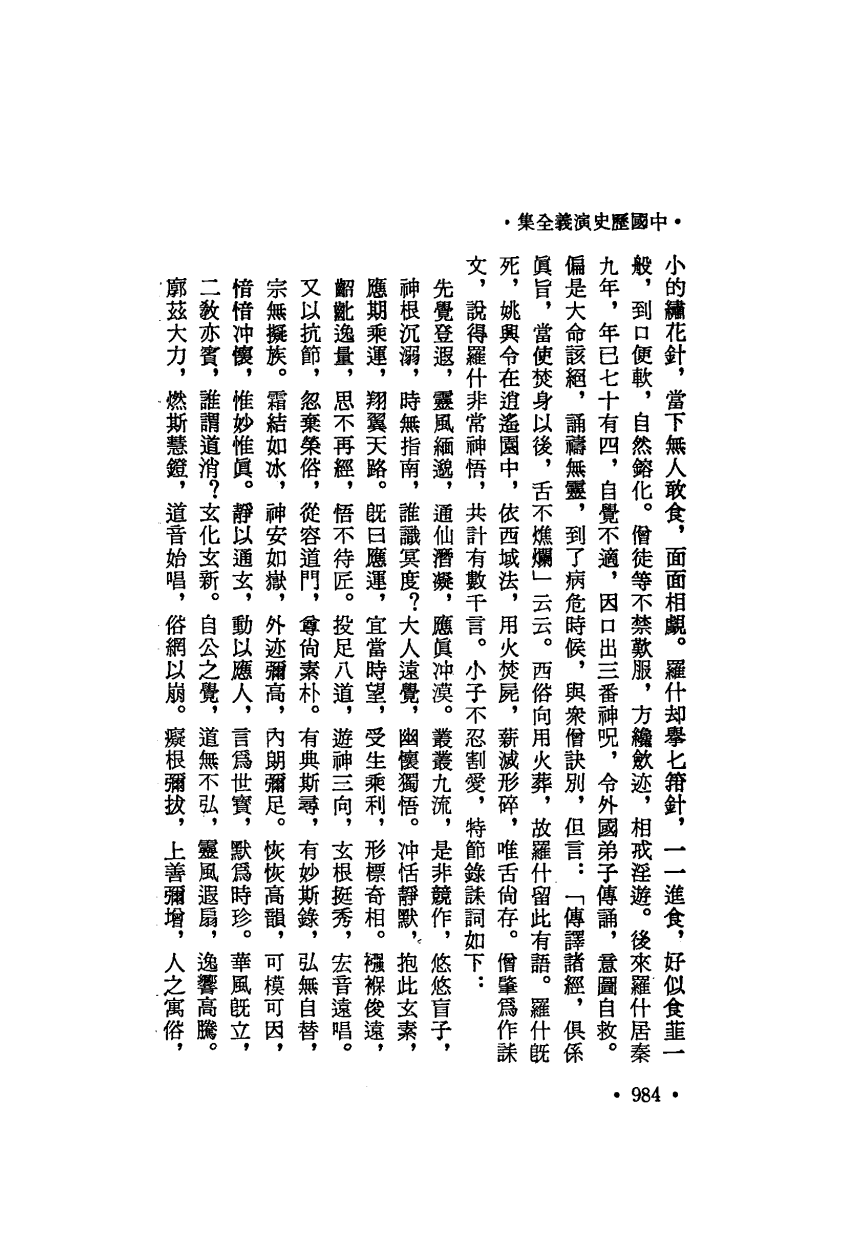 •中國歷史演義全集•
小的繡花針，當下無人敢食，面面相覷。羅什却舉匕箝針，一一進食，好似食韮一
般，到口便軟，自然鎔化。僧徒等不禁歎服，方纔斂迹，相戒淫遊。後來羅什居秦
九年，年已七十有四，自覺不適，因口出三番神呪，令外國弟子傳誦，意圖自救。
偏是大命該絕，誦禱無靈，到了病危時候，與衆僧訣別，但言：「傳譯諸經，俱係
眞旨，當使焚身以後，舌不燋爛」云云。西俗向用火葬，故羅什留此有語。羅什旣
死，姚興令在逍遙園中，依西域法，用火焚屍，薪滅形碎，唯舌尙存。僧肇爲作誄
文，說得羅什非常神悟，共計有數千言。小子不忍割愛，特節錄誄詞如下：
先覺登遐，靈風緬邈，通仙潛凝，應眞冲漠。叢叢九流，是非競作，悠悠盲子，
神根沉溺，時無指南，誰識冥度？大人遠覺，幽懷獨悟。冲恬靜默，抱此玄素，
應期乘運，翔翼天路。旣曰應運，宜當時望，受生乘利，形標奇相。襁褓俊遠，
齠齔逸量，思不再經，悟不待匠。投足八道，遊神三向，玄根挺秀，宏音遠唱。
又以抗節，忽棄榮俗，從容道門，尊尙素朴。有典斯尋，有妙斯錄，弘無自替，
宗無擬族。霜結如冰，神安如嶽，外迹彌高，內朗彌足。恢恢高韻，可模可因，
愔愔冲懷，惟妙惟眞。靜以通玄，動以應人，言爲世寶，默爲時珍。華風旣立，
二敎亦賓，誰謂道消？玄化玄新。自公之覺，道無不弘，靈風遐扇，逸響高騰。
廓茲大力，燃斯慧鐙，道音始唱，俗網以崩。癡根彌拔，上善彌增，人之寓俗，
•984•